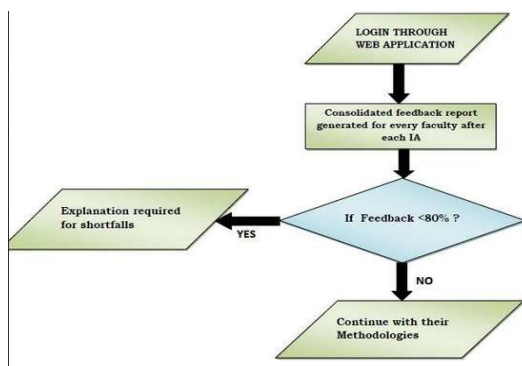 LOGIN THROUGH
WEB APPLICATION
Consolidated feedback report
generated for every faculty after
each IA
If Feedback <80% ?
YES
Explanation required
for shortfalls
NO
Continue with their
Methodologies